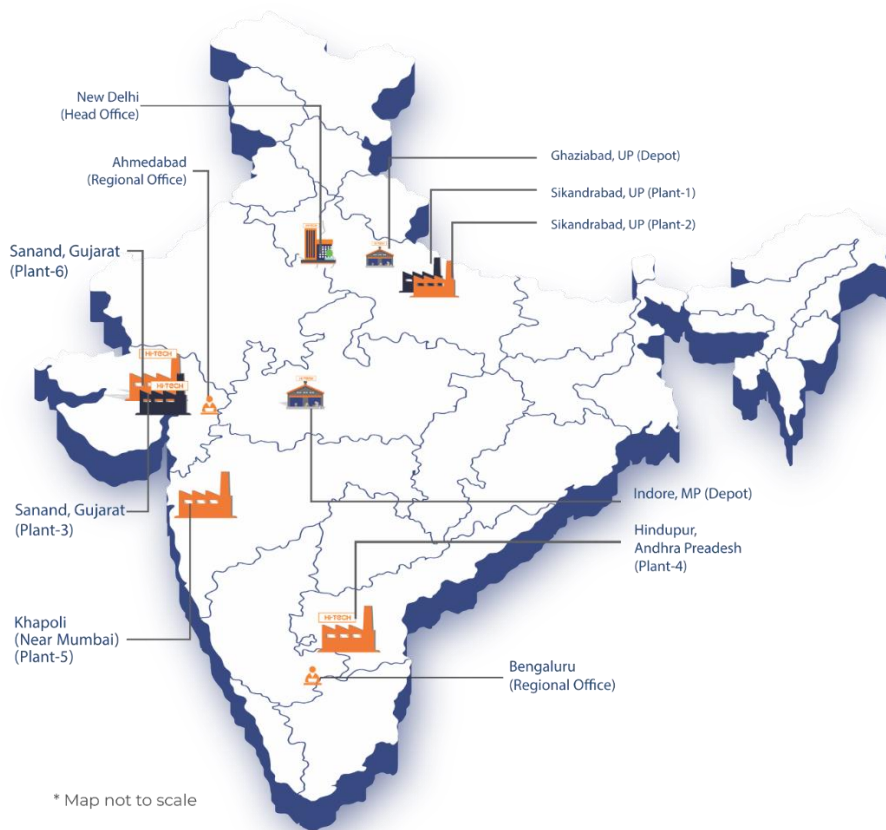 New Delhi
(Head Office)
Ahmedabad
(Regional Office)
Sanand, Gujarat
(Plant-6)
Ghaziabad, UP (Depot)
Sikandrabad, UP (Plant-1)
Sikandrabad, UP (Plant-2)
HI-TECH
HI-TECH
Sanand, Gujarat
(Plant-3)
Indore, MP (Depot)
Hindupur,
Andhra Preadesh
(Plant-4)
HI-TECH
Khapoli
(Near Mumbai)
(Plant-5)
Bengaluru
(Regional Office)
* Map not to scale